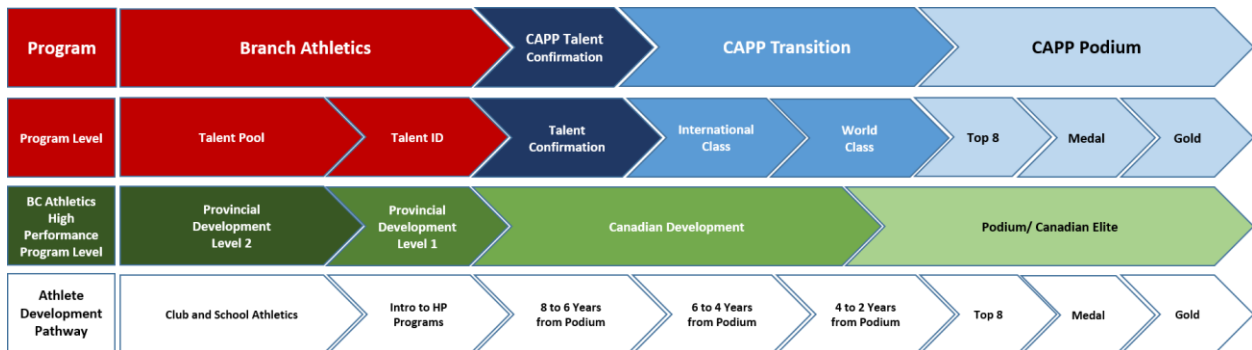 Program
Branch Athletics
CAPP Talent
Confirmation
CAPP Transition
CAPP Podium
Program Level
Talent Pool
Talent ID
Talent
Confirmation
International
Class
World
Class
Top 8
Medal
Gold
BC Athletics
High
Performance
Program Level
Provincial
Development
Level 2
Provincial
Development
Level 1
Canadian Development
Podium/ Canadian Elite
Athlete
Development
Pathway
Club and School Athletics
Intro to HP
Programs
8 to 6 Years
from Podium
6 to 4 Years
from Podium
4 to 2 Years
from Podium
Top 8
Medal
Gold